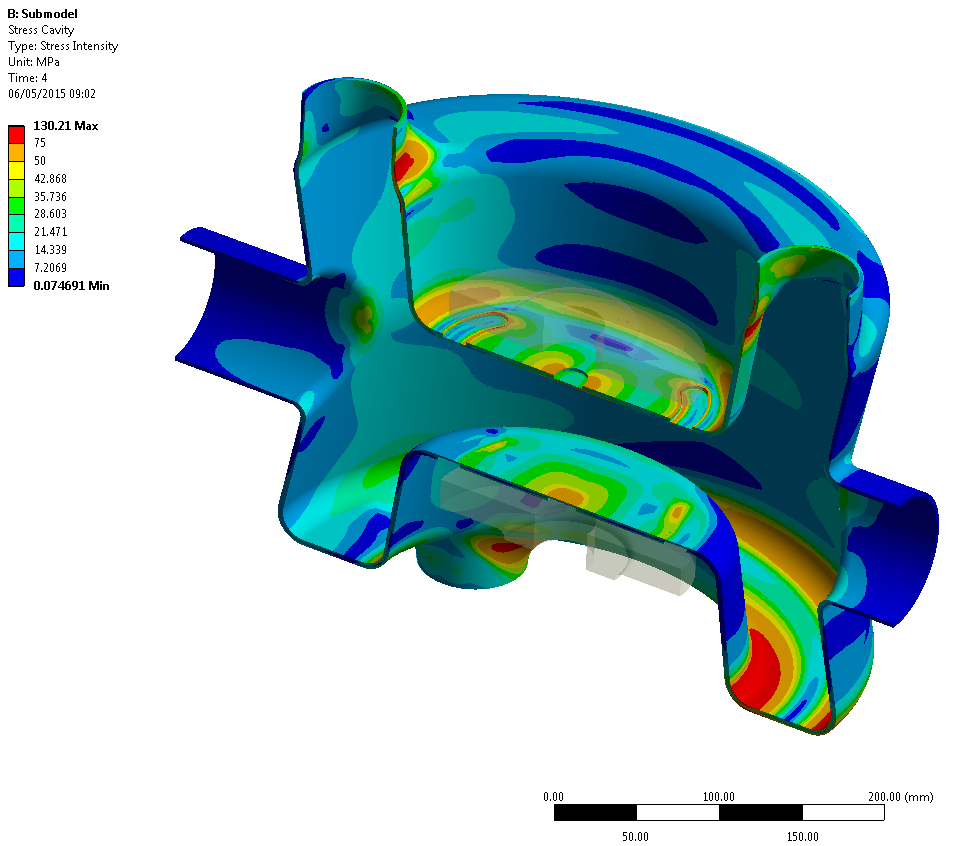 B: Submodel
Stress Cavity
Type: Stress Intensity
Unit: MPa
Time: 4
06/05/2015 09:02
130.21 Max
75
50
42.868
35.736
28.603
21.471
14.339
7.2069
0.074691 Min
0.00 100.00 200.00 (mm)
50.00 150.00